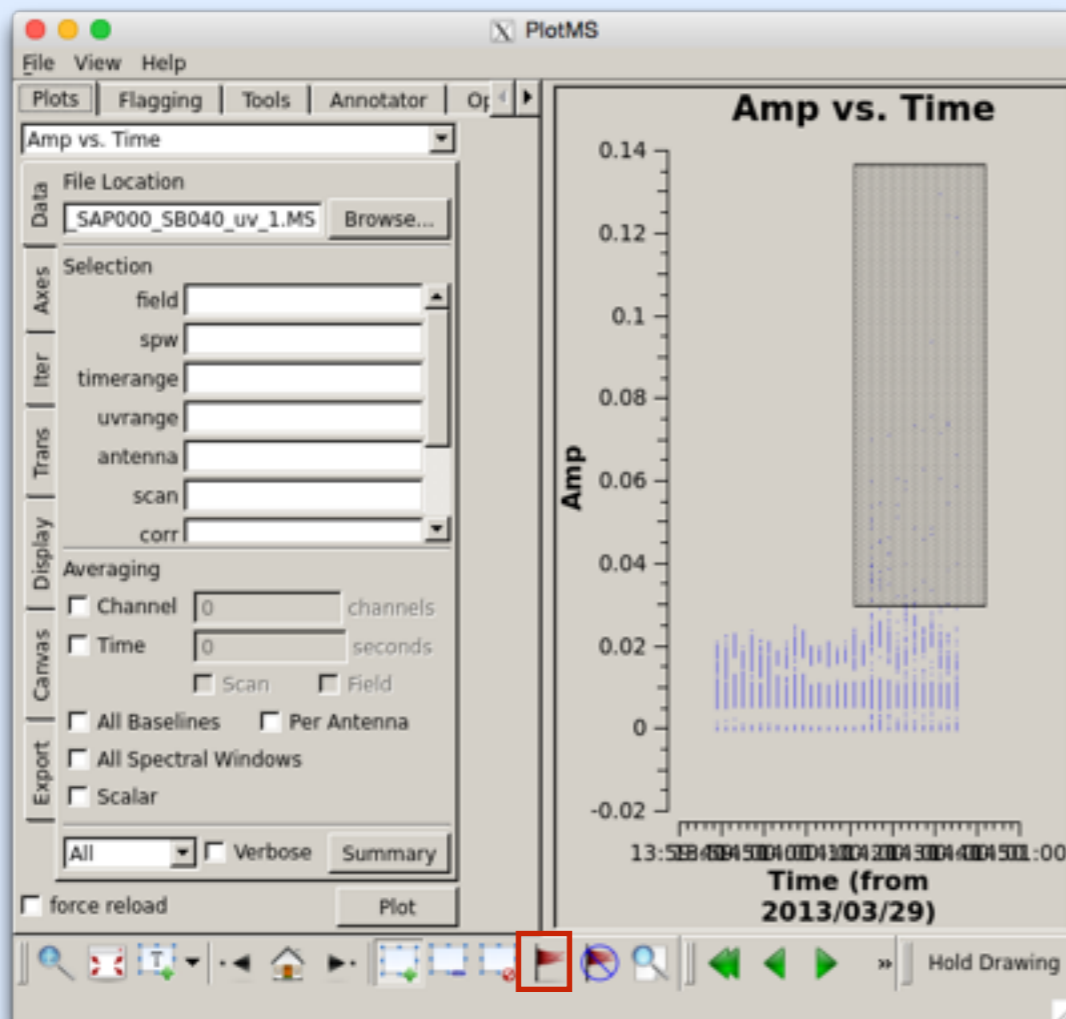 PlotMS
File View Help
Plots Flagging Tools Annotator
Amp vs. Time
Data
Axes
Iter
Trans
Display
Canvas
Export
File Location
_SAP000_SB040_uv_1.MS Browse...
Selection
field
spw
timerange
uvrange
antenna
scan
corr
Averaging
Channel 0 channels
Time 0 seconds
Scan Field
All Baselines Per Antenna
All Spectral Windows
Scalar
All Verbose Summary
force reload Plot
Amp vs. Time
0.14
0.12
0.1
0.08
0.06
0.04
0.02
0
-0.02
Amp
Time (from
2013/03/29)
T
Hold Drawing